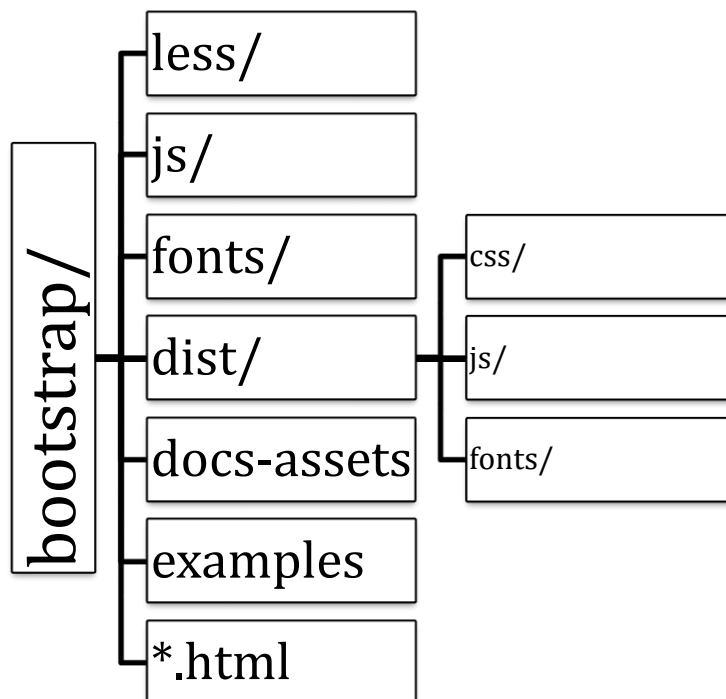 bootstrap/
less/
js/
fonts/
dist/
docs-assets
examples
*.html
css/
js/
fonts/